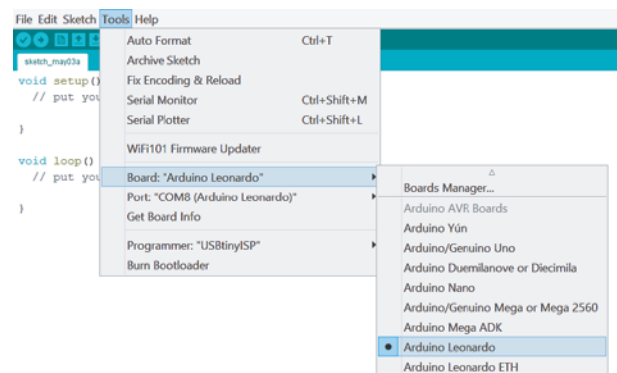 File Edit Sketch Tools Help
Auto Format Ctrl+T
sketch_may03a
Archive Sketch
void setup()
Fix Encoding & Reload
// put you
Serial Monitor Ctrl+Shift+M
Serial Plotter Ctrl+Shift+L
}
WiFi101 Firmware Updater
void loop()
// put you
Board: "Arduino Leonardo"
Port: "COM8 (Arduino Leonardo)"
}
Get Board Info
Programmer: "USBtinyISP"
Burn Bootloader
Boards Manager...
Arduino AVR Boards
Arduino Yún
Arduino/Genuino Uno
Arduino Duemilanove or Diecimila
Arduino Nano
Arduino/Genuino Mega or Mega 2560
Arduino Mega ADK
Arduino Leonardo
Arduino Leonardo ETH